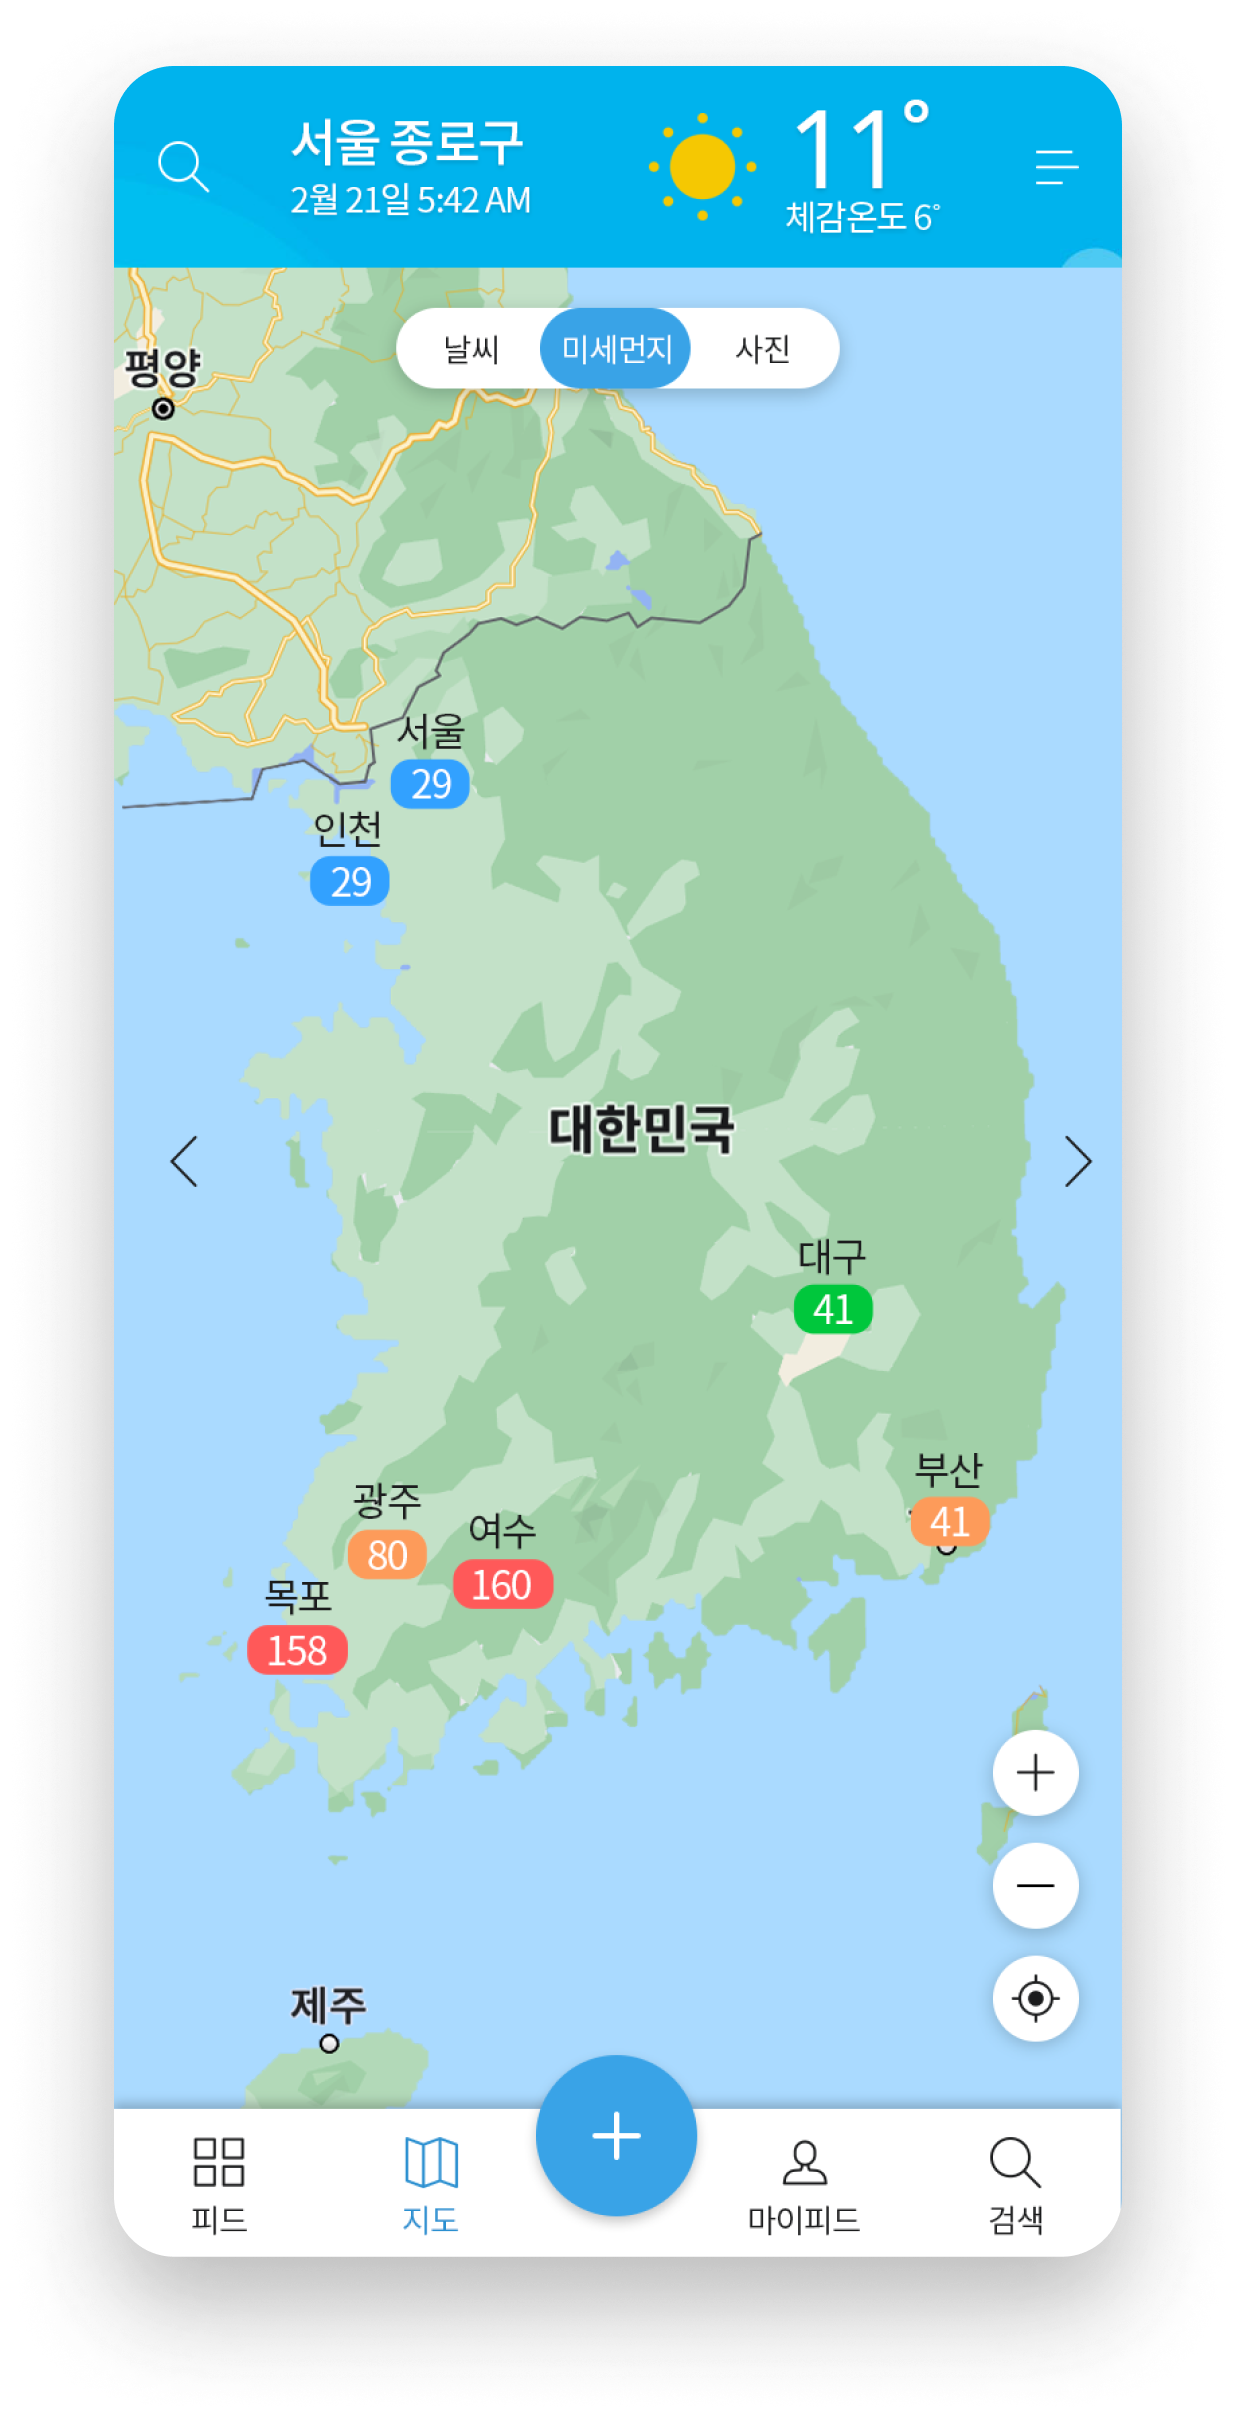 서울 종로구
2월 21일 5:42 AM
11°
체감온도 6°
날씨
미세먼지
사진
평양
서울
29
인천
29
대한민국
대구
41
부산
41
광주
80
여수
160
목포
158
제주
피드
지도
마이피드
검색